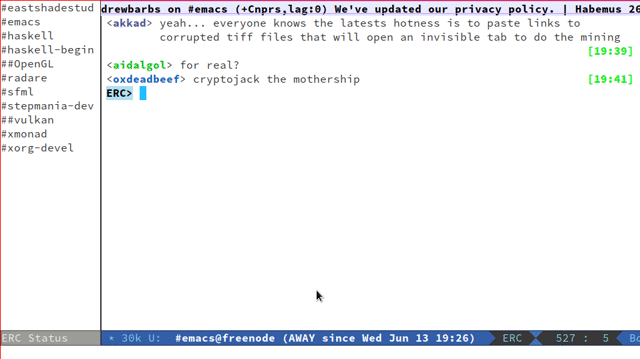 #eastshadestud
#emacs
#haskell
#haskell-begin
##OpenGL
#radare
#sfml
#stepmania-dev
##vulkan
#xmonad
#xorg-devel
drewbarbs on #emacs (+Cnprs,lag:0) We've updated our privacy policy. | Habemus 26
<akkad> yeah... everyone knows the latests hotness is to paste links to
corrupted tiff files that will open an invisible tab to do the mining
[19:39]
<aidalgol> for real?
<oxdeadbeef> cryptojack the mothership [19:41]
ERC>
ERC Status
* 30k U: #emacs@freenode (AWAY since Wed Jun 13 19:26) ERC 527 : 5